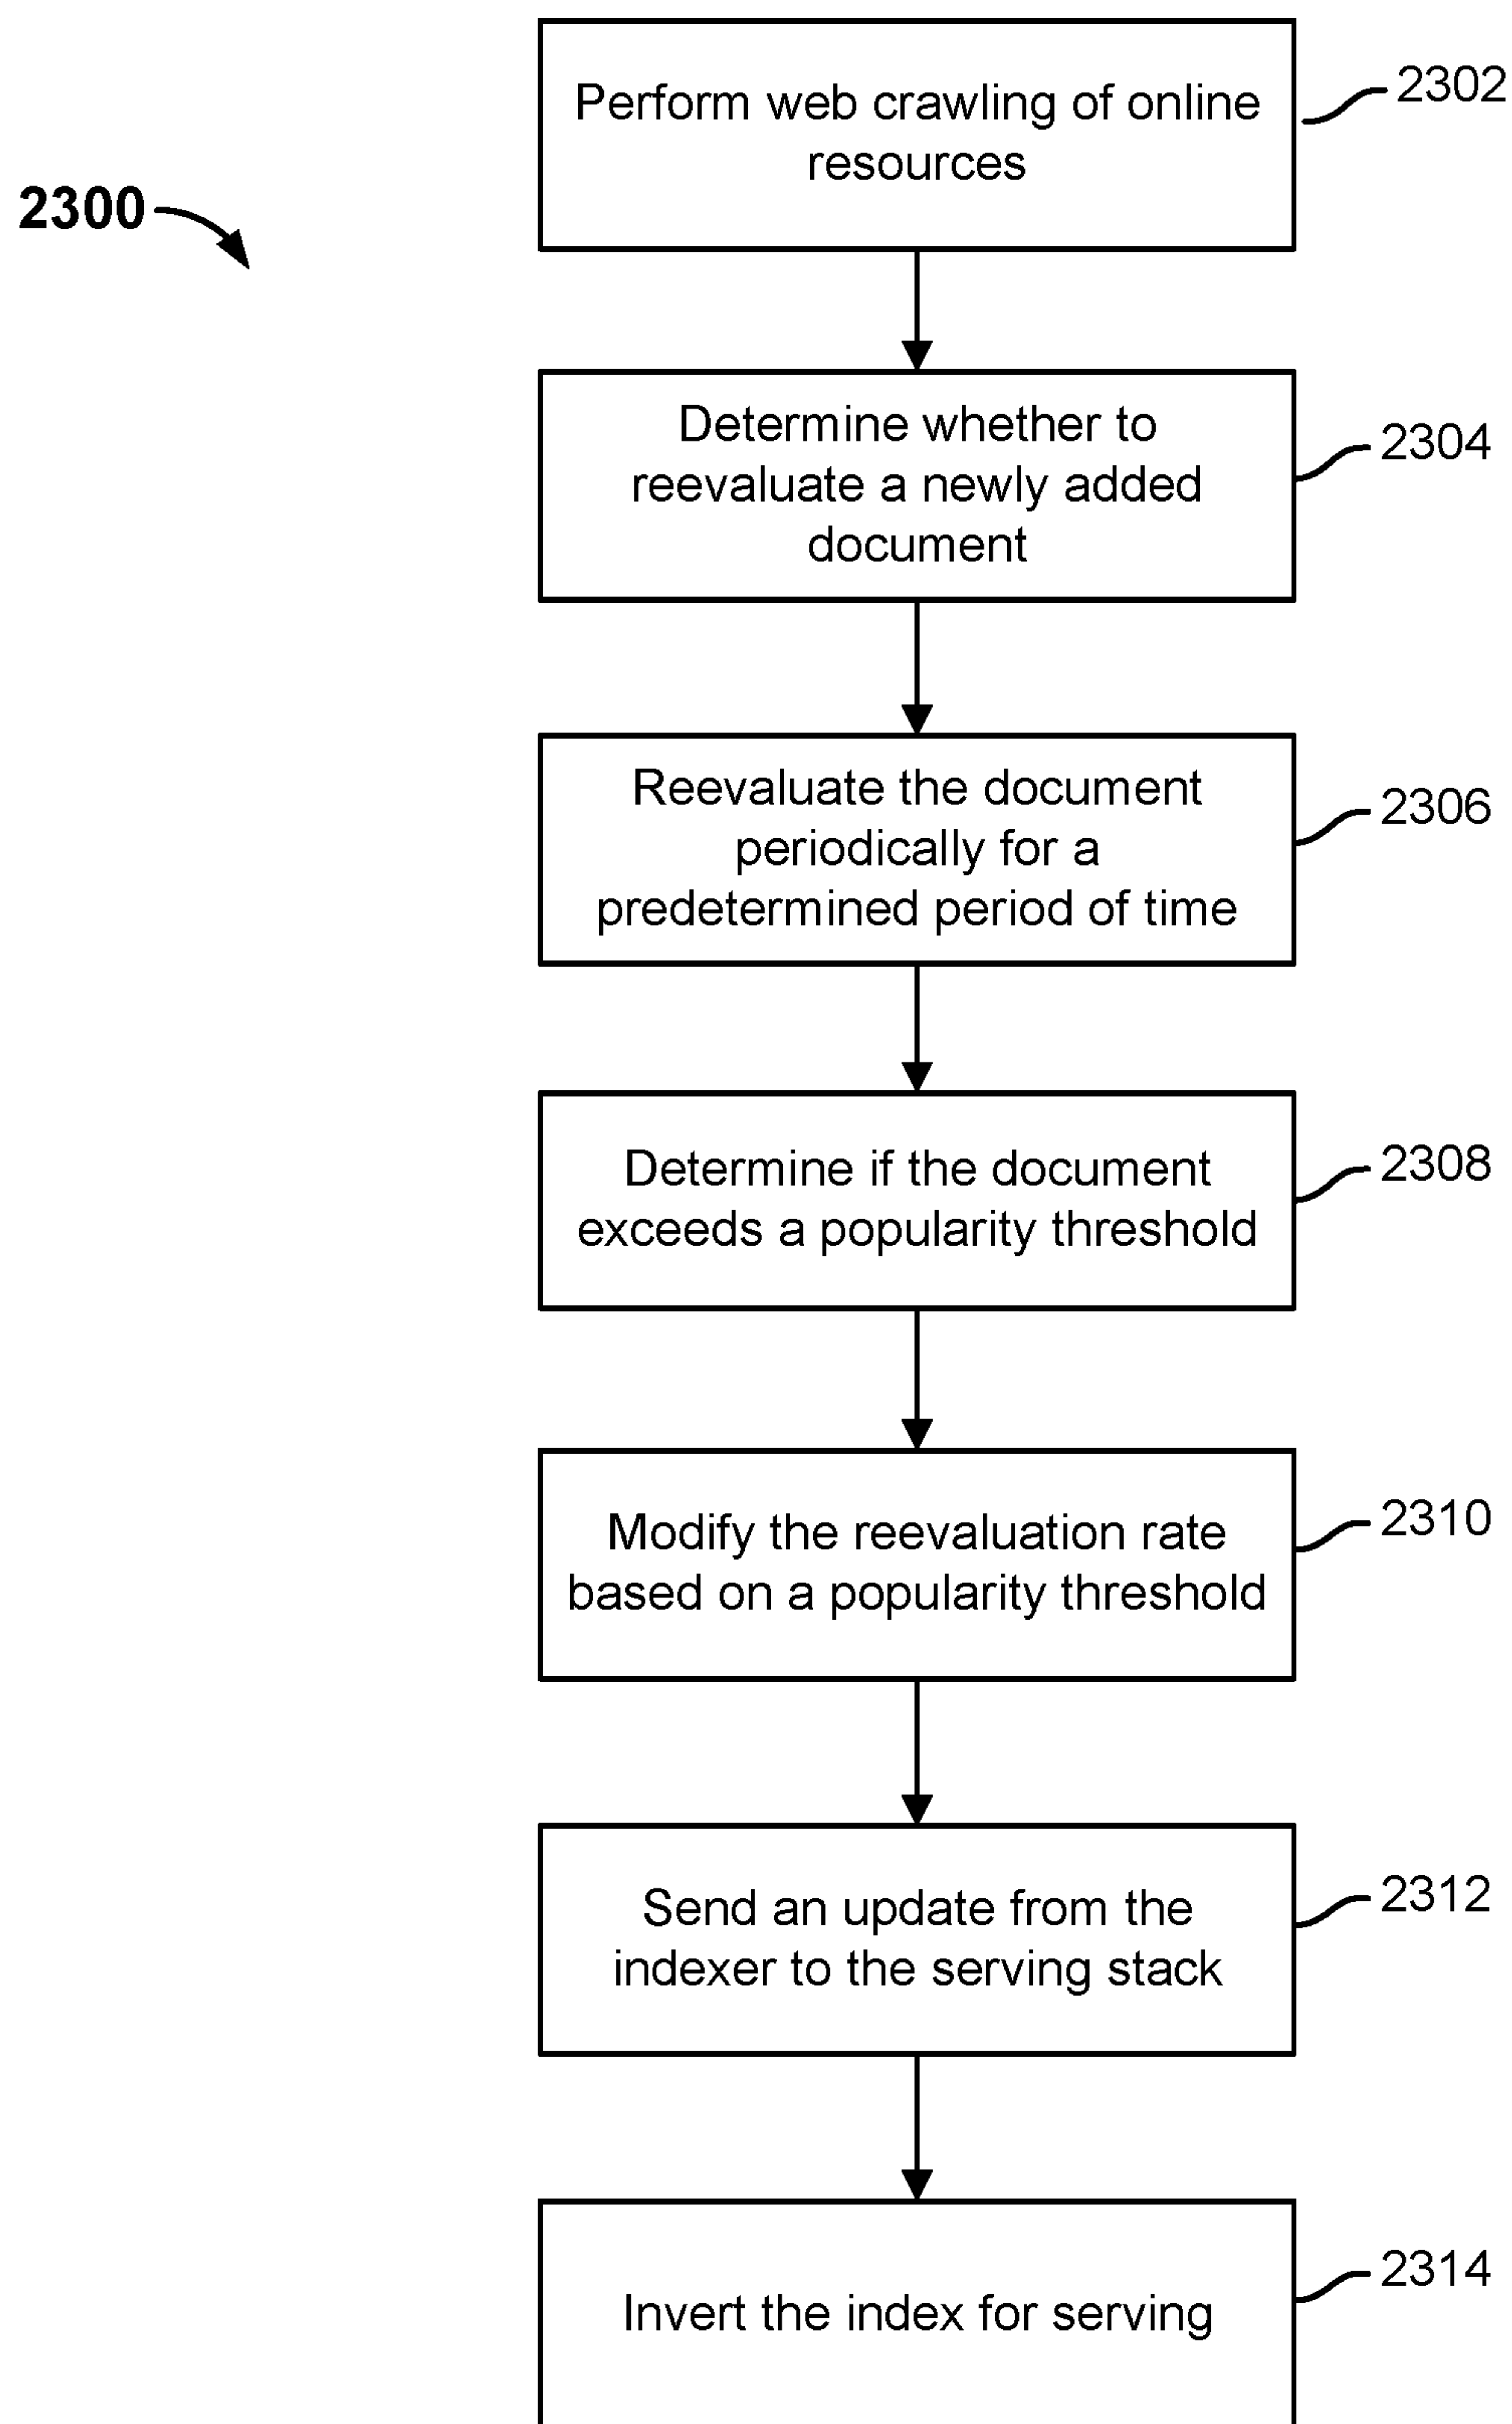 Perform web crawling of online
resources
2302
2300
Determine whether to
reevaluate a newly added
document
2304
Reevaluate the document
periodically for a
predetermined period of time
2306
Determine if the document
exceeds a popularity threshold
2308
Modify the reevaluation rate
based on a popularity threshold
2310
Send an update from the
indexer to the serving stack
2312
Invert the index for serving
2314